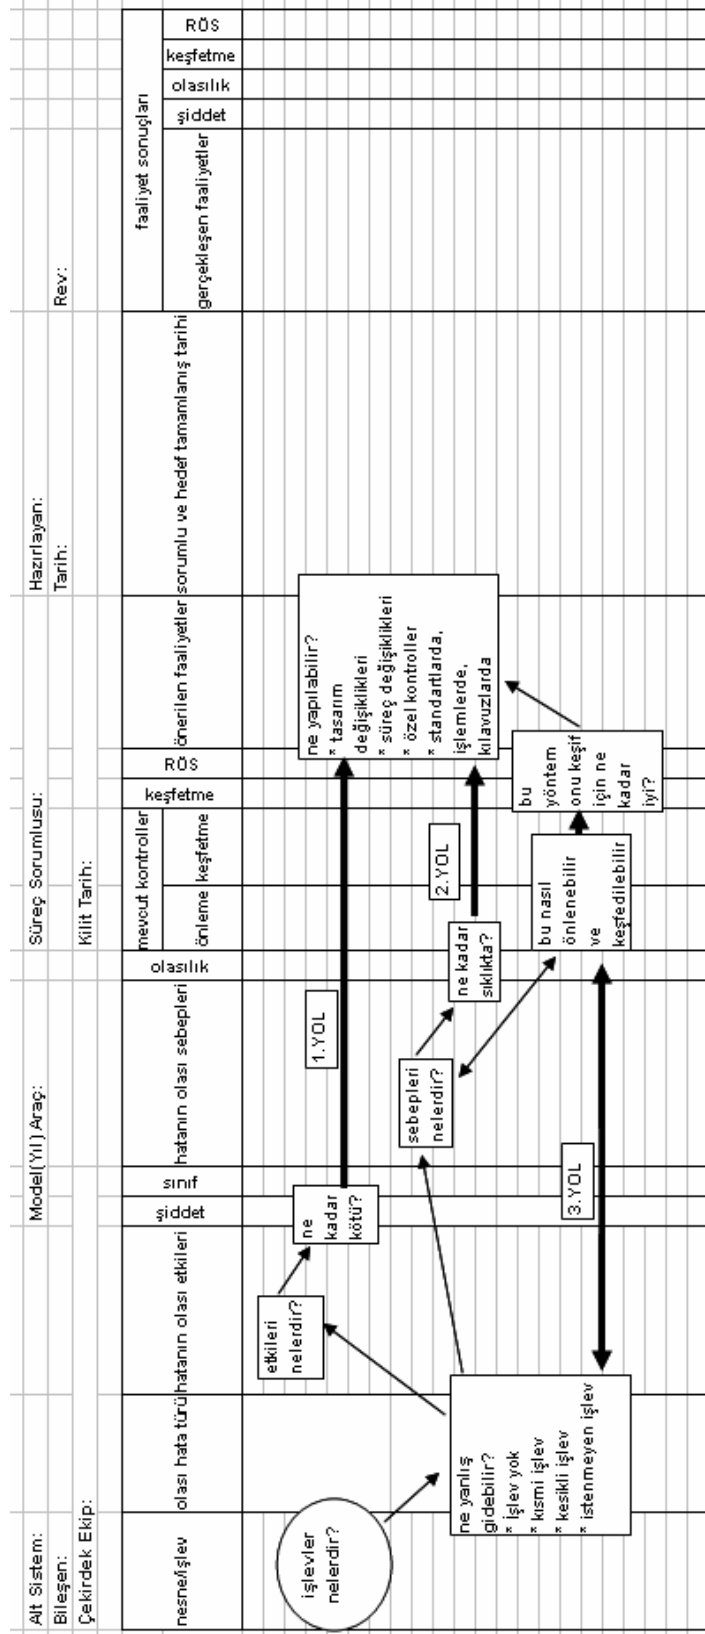 Alt Sistem:
Model(Yıl) Araç:
Süreç Sorumlusu:
Hazırlayan:
Bileşen:
Kilit Tarih:
Tarih:
Rev:
Çekirdek Ekip:
nesne/işlev
olası hata türü
hatanın olası etkileri
şiddet
sınıf
hatanın olası sebepleri
olasılık
mevcut kontroller
önleme
keşfetme
keşfetme
RÖS
önerilen faaliyetler
sorumlu ve hedef tamamlanış tarihi
faaliyet sonuçları
gerçekleşen faaliyetler
şiddet
olasılık
keşfetme
RÖS
işlevler
nelerdir?
ne yanlış
gidebilir?
* işlev yok
* kısmi işlev
* kesikli işlev
* istenmeyen işlev
etkileri
nelerdir?
ne
kadar
kötü?
1.YOL
sebepleri
nelerdir?
ne kadar
sıklıkta?
2.YOL
3.YOL
bu nasıl
önlenebilir
ve
keşfedilebilir
bu
yöntem
onu keşif
için ne
kadar
iyi?
ne yapılabilir?
* tasarım
değişiklikleri
* süreç değişiklikleri
* özel kontroller
* standartlarda,
işlemlerde,
kılavuzlarda